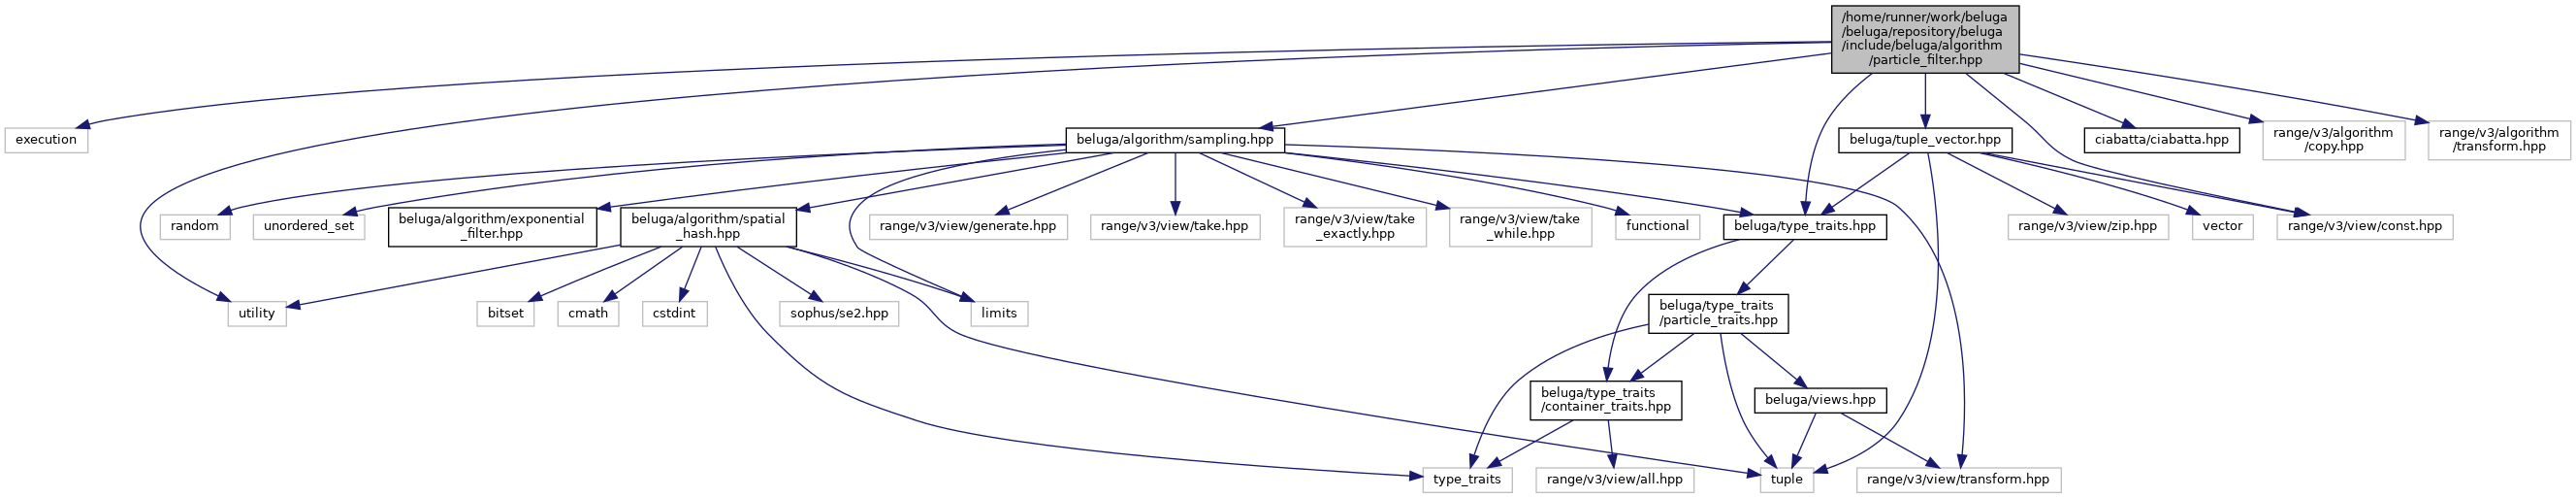 /home/runner/work/beluga
/beluga/repository/beluga
/include/beluga/algorithm
/particle_filter.hpp
execution
beluga/algorithm/sampling.hpp
beluga/tuple_vector.hpp
ciabatta/ciabatta.hpp
range/v3/algorithm
/copy.hpp
range/v3/algorithm
/transform.hpp
random
unordered_set
beluga/algorithm/exponential
_filter.hpp
beluga/algorithm/spatial
_hash.hpp
range/v3/view/generate.hpp
range/v3/view/take.hpp
range/v3/view/take
_exactly.hpp
range/v3/view/take
_while.hpp
functional
beluga/type_traits.hpp
range/v3/view/zip.hpp
vector
range/v3/view/const.hpp
utility
bitset
cmath
cstdint
sophus/se2.hpp
limits
beluga/type_traits
/particle_traits.hpp
beluga/type_traits
/container_traits.hpp
beluga/views.hpp
type_traits
range/v3/view/all.hpp
tuple
range/v3/view/transform.hpp